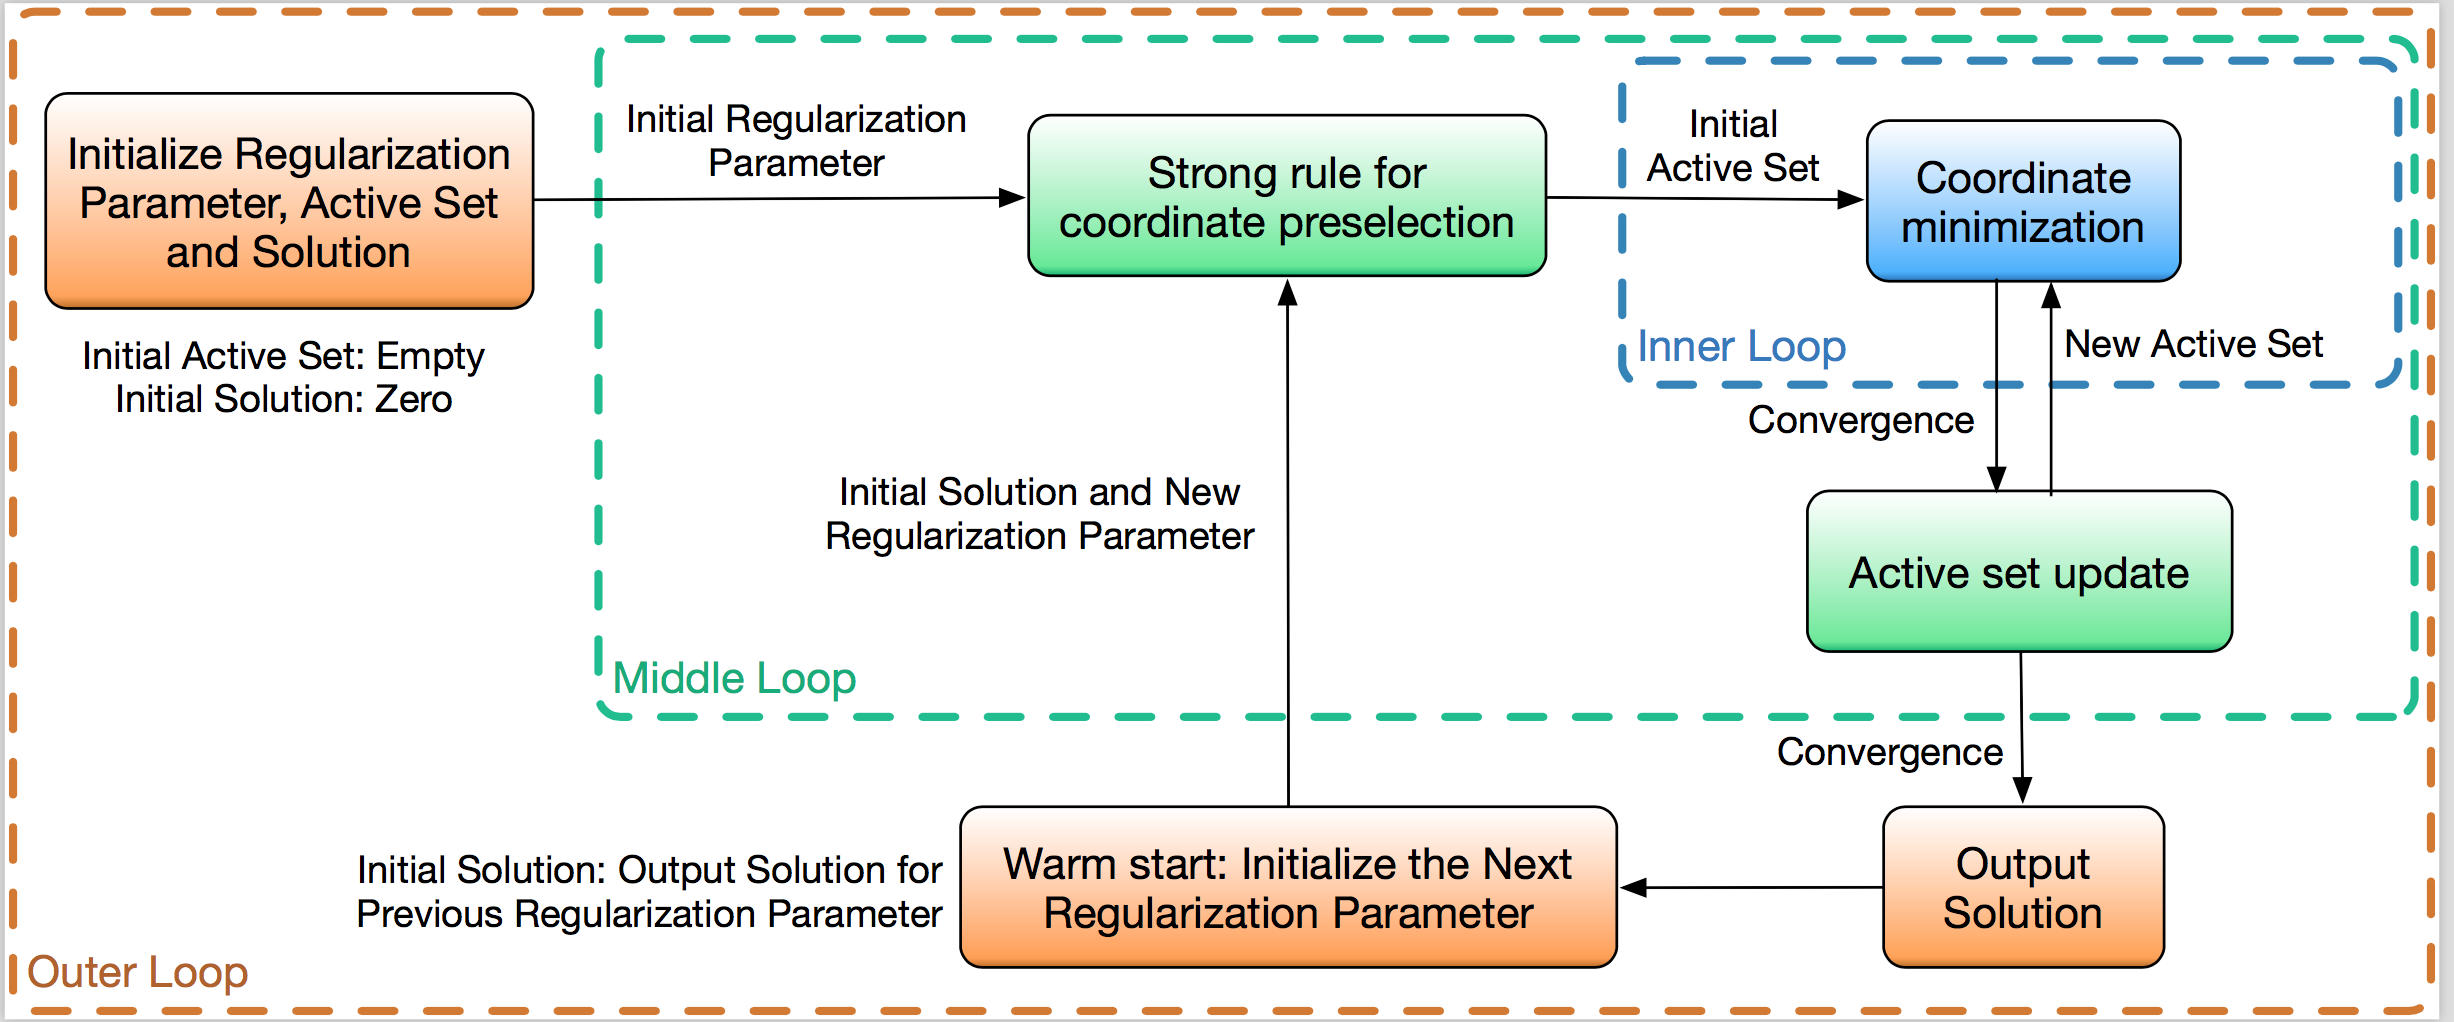 Initialize Regularization
Parameter, Active Set
and Solution
Initial Active Set: Empty
Initial Solution: Zero
Initial Regularization
Parameter
Strong rule for
coordinate preselection
Initial
Active Set
Coordinate
minimization
Inner Loop
New Active Set
Convergence
Initial Solution and New
Regularization Parameter
Active set update
Middle Loop
Convergence
Initial Solution: Output Solution for
Previous Regularization Parameter
Warm start: Initialize the Next
Regularization Parameter
Output
Solution
Outer Loop